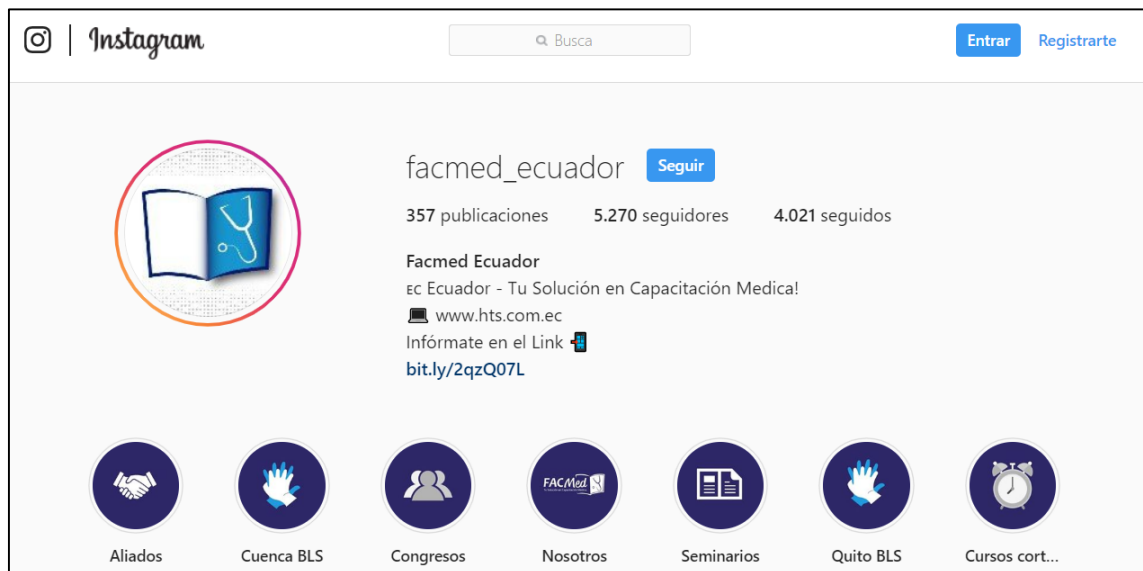 Instagram
Busca
Entrar
Registrarte
facmed_ecuador
Seguir
357 publicaciones 5.270 seguidores 4.021 seguidos
Facmed Ecuador
EC Ecuador - Tu Solución en Capacitación Medica!
www.hts.com.ec
Infórmate en el Link
bit.ly/2qzQ07L
FACMed
Aliados
Cuenca BLS
Congresos
Nosotros
Seminarios
Quito BLS
Cursos cort...